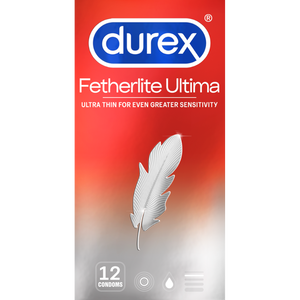 durex
®
Fetherlite Ultima
ULTRA THIN FOR EVEN GREATER SENSITIVITY
12
CONDOMS